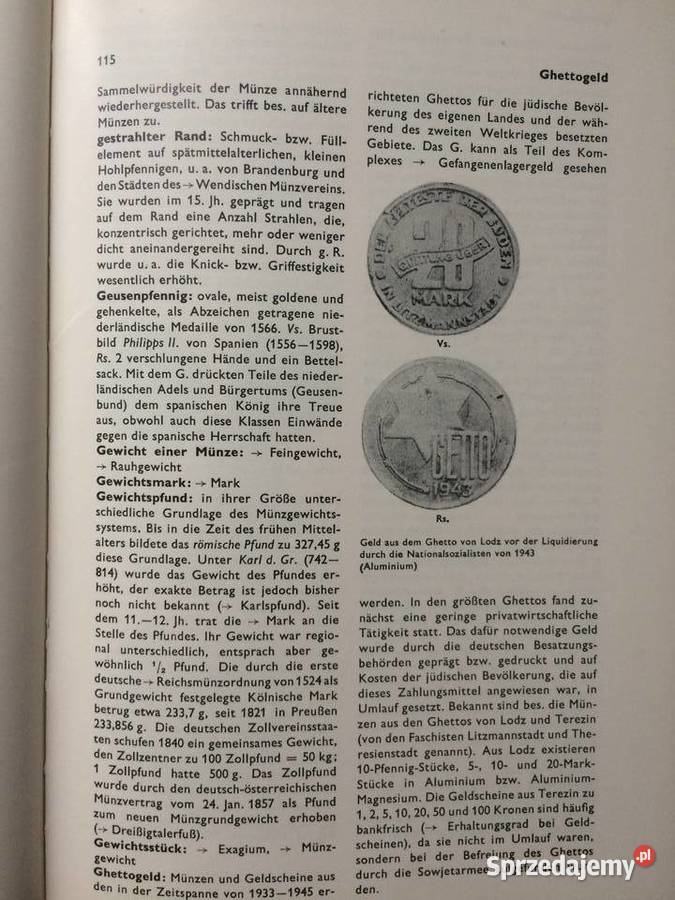 115
Ghettogeld
Sammelwürdigkeit der Münze annähernd
wiederhergestellt. Das trifft bes. auf ältere
Münzen zu.
gestrahlter Rand: Schmuck- bzw. Füll-
element auf spätmittelalterlichen, kleinen
Hohlpfennigen, u. a. von Brandenburg und
den Städten des → Wendischen Münzvereins.
Sie wurden im 15. Jh. geprägt und tragen
auf dem Rand eine Anzahl Strahlen, die,
konzentrisch gerichtet, mehr oder weniger
dicht aneinandergereiht sind. Durch g. R.
wurde u. a. die Knick- bzw. Griffestigkeit
wesentlich erhöht.
Geusenpfennig: ovale, meist goldene und
gehenkelte, als Abzeichen getragene nie-
derländische Medaille von 1566. Vs. Brust-
bild Philipps II. von Spanien (1556—1598),
Rs. 2 verschlungene Hände und ein Bettel-
sack. Mit dem G. drückten Teile des nieder-
ländischen Adels und Bürgertums (Geusen-
bund) dem spanischen König ihre Treue
aus, obwohl auch diese Klassen Einwände
gegen die spanische Herrschaft hatten.
Gewicht einer Münze: → Feingewicht,
→ Rauhgewicht
Gewichtsmark: → Mark
Gewichtspfund: in ihrer Größe unter-
schiedliche Grundlage des Münzgewichts-
systems. Bis in die Zeit des frühen Mittel-
alters bildete das römische Pfund zu 327,45 g
diese Grundlage. Unter Karl d. Gr. (742—
814) wurde das Gewicht des Pfundes er-
höht, der exakte Betrag ist jedoch bisher
noch nicht bekannt (→ Karlspfund). Seit
dem 11.—12. Jh. trat die → Mark an die
Stelle des Pfundes. Ihr Gewicht war regio-
nal unterschiedlich, entsprach aber ge-
wöhnlich 1/2 Pfund. Die durch die erste
deutsche → Reichsmünzordnung von 1524 als
Grundgewicht festgelegte Kölnische Mark
betrug etwa 233,7 g, seit 1821 in Preußen
233,856 g. Die deutschen Zollvereinsstaa-
ten schufen 1840 ein gemeinsames Gewicht,
den Zollzentner zu 100 Zollpfund = 50 kg;
1 Zollpfund hatte 500 g. Das Zollpfund
wurde durch den deutsch-österreichischen
Münzvertrag vom 24. Jan. 1857 als Pfund
zum neuen Münzgrundgewicht erhoben
(→ Dreißigtalerfuß).
Gewichtsstück: → Exagium, → Münz-
gewicht
Ghettogeld: Münzen und Geldscheine aus
den in der Zeitspanne von 1933—1945 er-
richteten Ghettos für die jüdische Bevöl-
kerung des eigenen Landes und der wäh-
rend des zweiten Weltkrieges besetzten
Gebiete. Das G. kann als Teil des Kom-
plexes → Gefangenenlagergeld gesehen
DER AELTESTE DER JUDEN
20
QUITTUNG ÜBER
20
MARK
IN LITZMANNSTADT
Vs.
GETTO
1943
Rs.
Geld aus dem Ghetto von Lodz vor der Liquidierung
durch die Nationalsozialisten von 1943
(Aluminium)
werden. In den größten Ghettos fand zu-
nächst eine geringe privatwirtschaftliche
Tätigkeit statt. Das dafür notwendige Geld
wurde durch die deutschen Besatzungs-
behörden geprägt bzw. gedruckt und auf
Kosten der jüdischen Bevölkerung, die auf
dieses Zahlungsmittel angewiesen war, in
Umlauf gesetzt. Bekannt sind bes. die Mün-
zen aus den Ghettos von Lodz und Terezin
(von den Faschisten Litzmannstadt und The-
resienstadt genannt). Aus Lodz existieren
10-Pfennig-Stücke, 5-, 10- und 20-Mark-
Stücke in Aluminium bzw. Aluminium-
Magnesium. Die Geldscheine aus Terezin zu
1, 2, 5, 10, 20, 50 und 100 Kronen sind häufig
bankfrisch (→ Erhaltungsgrad bei Geld-
scheinen), da sie nicht im Umlauf waren,
sondern bei der Befreiung des Ghettos
durch die Sowjetarmee
den.
Sprzedajemy.pl